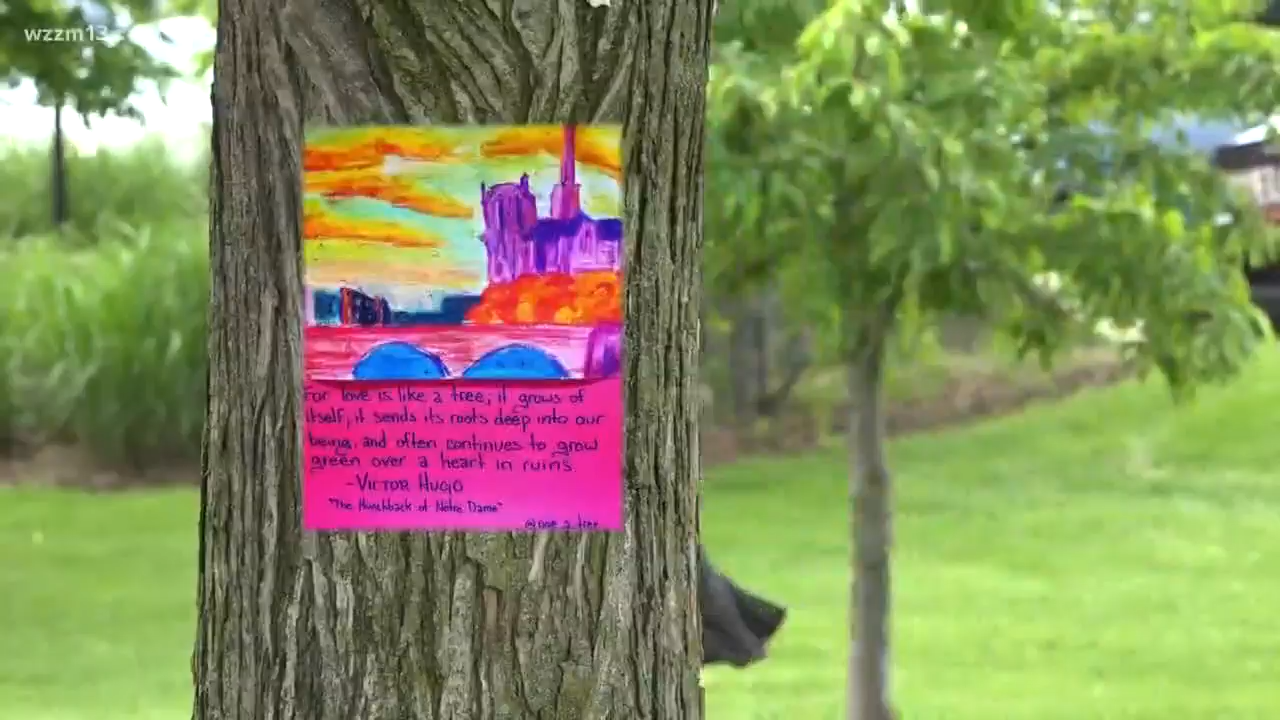 wzzm13
For love is like a tree; it grows of
itself, it sends its roots deep into our
being, and often continues to grow
green over a heart in ruins.
-VICTOR HUGO
"The Hunchback of Notre Dame"